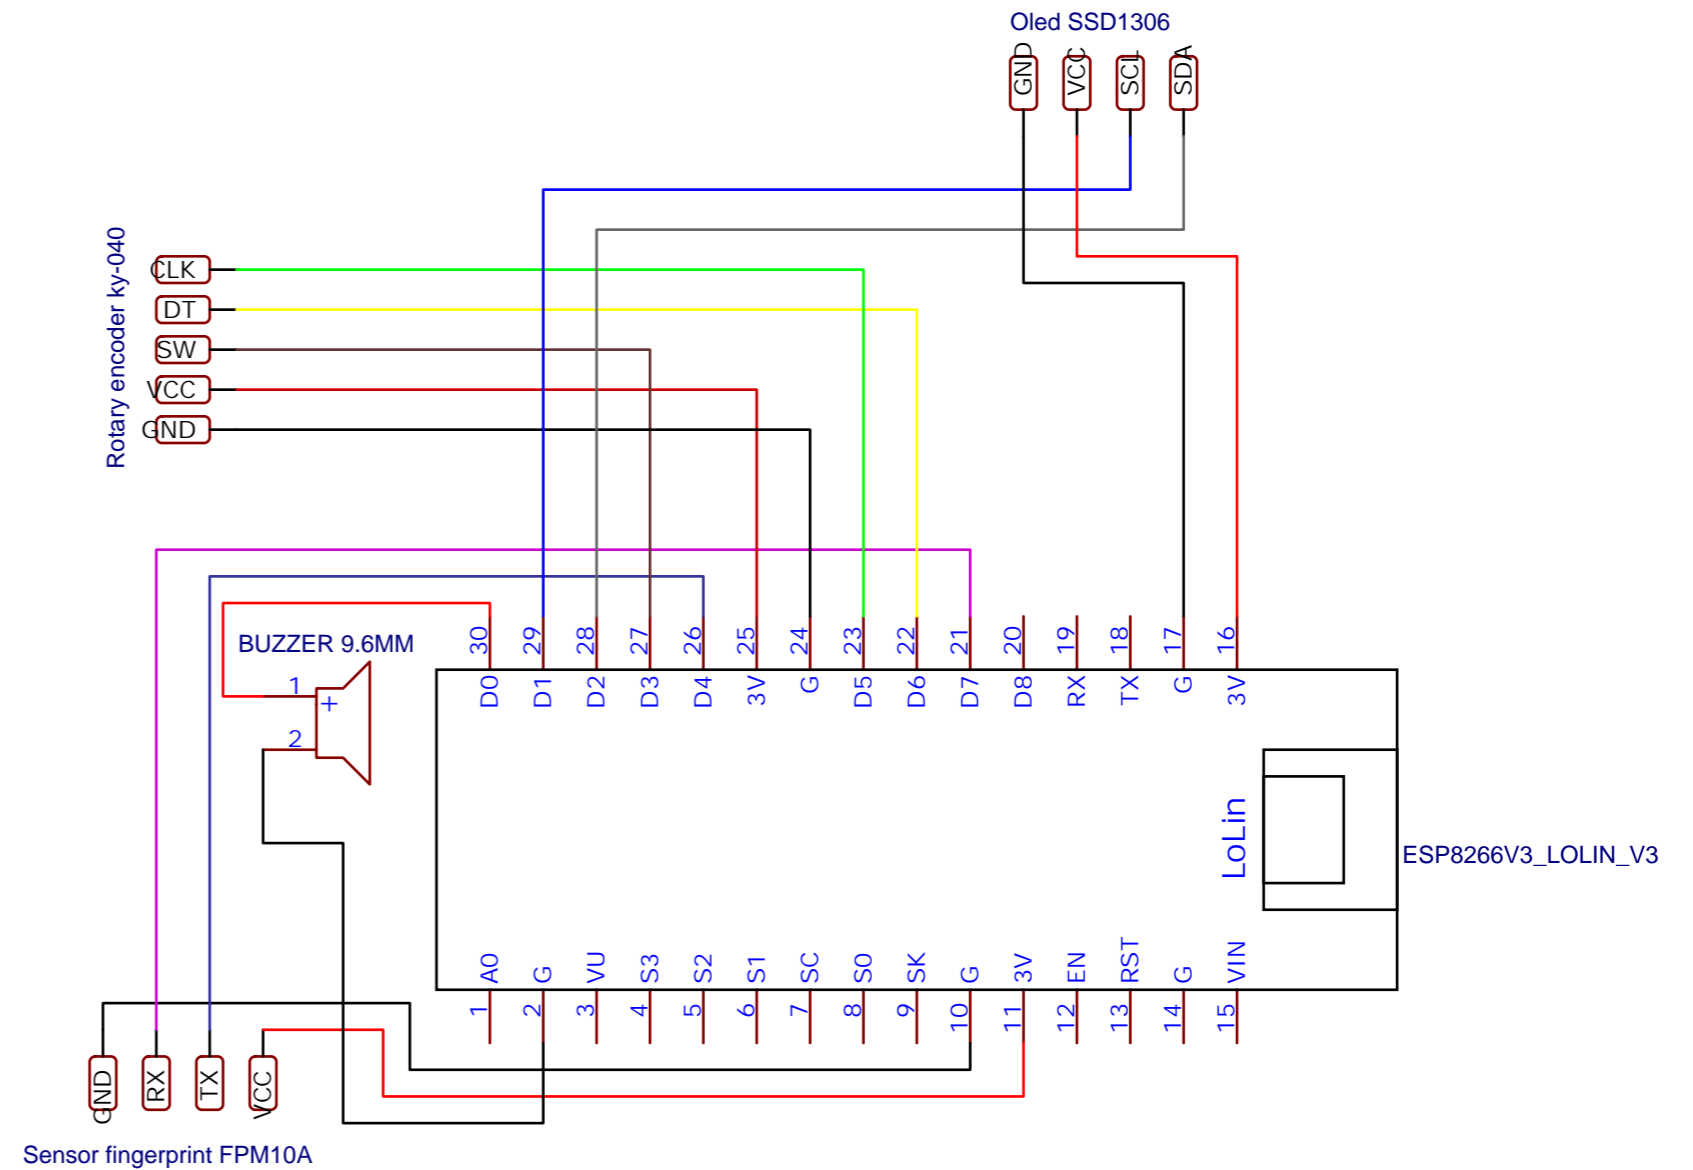 Oled SSD1306
GND
VCC
SCL
SDA
Rotary encoder ky-040
CLK
DT
SW
VCC
GND
BUZZER 9.6MM
1
+
2
30
29
28
27
26
25
24
23
22
21
20
19
18
17
16
D0
D1
D2
D3
D4
3V
G
D5
D6
D7
D8
RX
TX
G
3V
LoLin
ESP8266V3_LOLIN_V3
A0
G
VU
S3
S2
S1
SC
S0
SK
G
3V
EN
RST
G
VIN
1
2
3
4
5
6
7
8
9
10
11
12
13
14
15
GND
RX
TX
VCC
Sensor fingerprint FPM10A